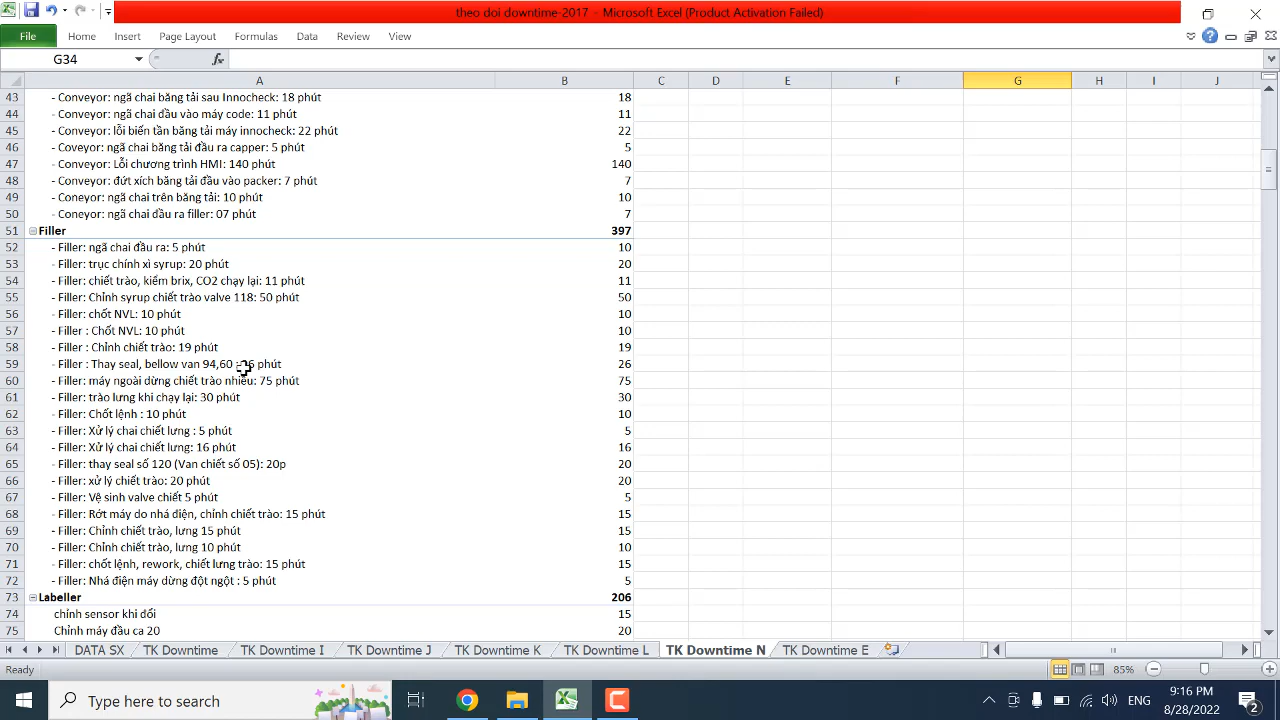 theo doi downtime-2017 - Microsoft Excel (Product Activation Failed)
File Home Insert Page Layout Formulas Data Review View
G34 fx
A B C D E F G H I J
43 - Conveyor: ngã chai băng tải sau Innocheck: 18 phút 18
44 - Conveyor: ngã chai đầu vào máy code: 11 phút 11
45 - Conveyor: lỗi biến tần băng tải máy innocheck: 22 phút 22
46 - Coveyor: ngã chai băng tải đầu ra capper: 5 phút 5
47 - Conveyor: Lỗi chương trình HMI: 140 phút 140
48 - Conveyor: đứt xích băng tải đầu vào packer: 7 phút 7
49 - Coneyor: ngã chai trên băng tải: 10 phút 10
50 - Coneyor: ngã chai đầu ra filler: 07 phút 7
51 Filler 397
52 - Filler: ngã chai đầu ra: 5 phút 10
53 - Filler: trục chính xì syrup: 20 phút 20
54 - Filler: chiết trào, kiểm brix, CO2 chạy lại: 11 phút 11
55 - Filler: Chỉnh syrup chiết trào valve 118: 50 phút 50
56 - Filler: chốt NVL: 10 phút 10
57 - Filler : Chốt NVL: 10 phút 10
58 - Filler : Chỉnh chiết trào: 19 phút 19
59 - Filler : Thay seal, bellow van 94,60 phút 26
60 - Filler: máy ngoài dừng chiết trào nhiều: 75 phút 75
61 - Filler: trào lưng khi chạy lại: 30 phút 30
62 - Filler: Chốt lệnh : 10 phút 10
63 - Filler: Xử lý chai chiết lưng : 5 phút 5
64 - Filler: Xử lý chai chiết lưng: 16 phút 16
65 - Filler: thay seal số 120 (Van chiết số 05): 20p 20
66 - Filler: xử lý chiết trào: 20 phút 20
67 - Filler: Vệ sinh valve chiết 5 phút 5
68 - Filler: Rớt máy do nhá điện, chỉnh chiết trào: 15 phút 15
69 - Filler: Chỉnh chiết trào, lưng 15 phút 15
70 - Filler: Chỉnh chiết trào, lưng 10 phút 10
71 - Filler: chốt lệnh, rework, chiết lưng trào: 15 phút 15
72 - Filler: Nhá điện máy dừng đột ngột : 5 phút 5
73 Labeller 206
74 chỉnh sensor khi đổi 15
75 Chỉnh máy đầu ca 20 20
DATA SX TK Downtime TK Downtime I TK Downtime J TK Downtime K TK Downtime L TK Downtime N TK Downtime E
Ready 85%
Type here to search
ENG 9:16 PM
8/28/2022 2